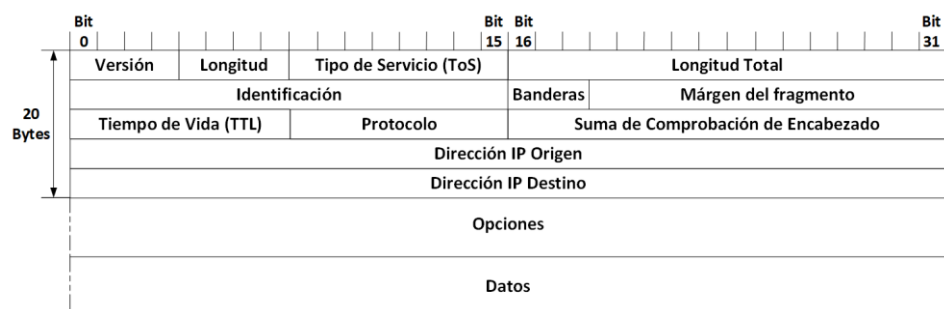 Bit Bit Bit
0 15 16 31
Versión Longitud Tipo de Servicio (ToS) Longitud Total
Identificación Banderas Márgen del fragmento
20 Bytes
Tiempo de Vida (TTL) Protocolo Suma de Comprobación de Encabezado
Dirección IP Origen
Dirección IP Destino
Opciones
Datos